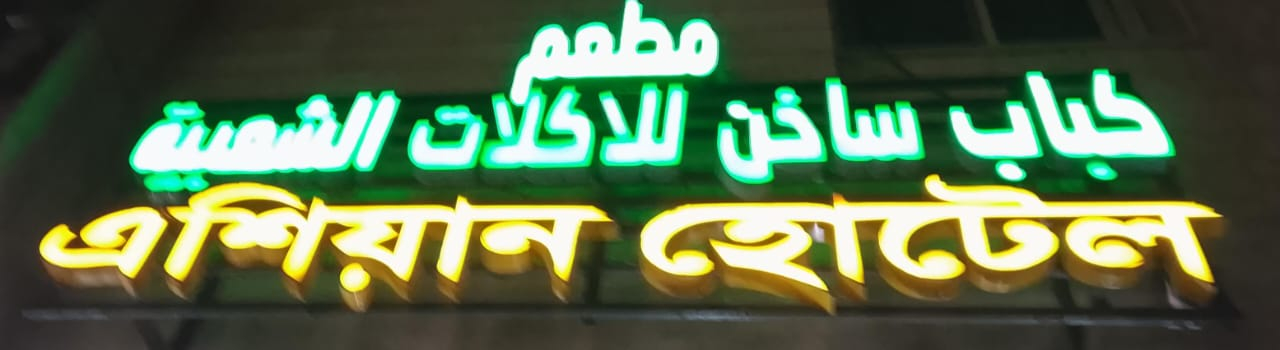 مطعم
كباب ساخن للاكلات الشعبية
এশিয়ান হোটেল